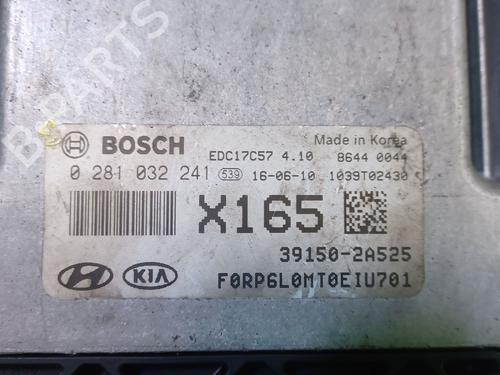 B-PARTS
BOSCH
EDC17C57 4.10
Made in Korea
8644 0044
0 281 032 241 539 16-06-10 1039T02430
X165
39150-2A525
HYUNDAI KIA
F0RP6L0MT0EIU701